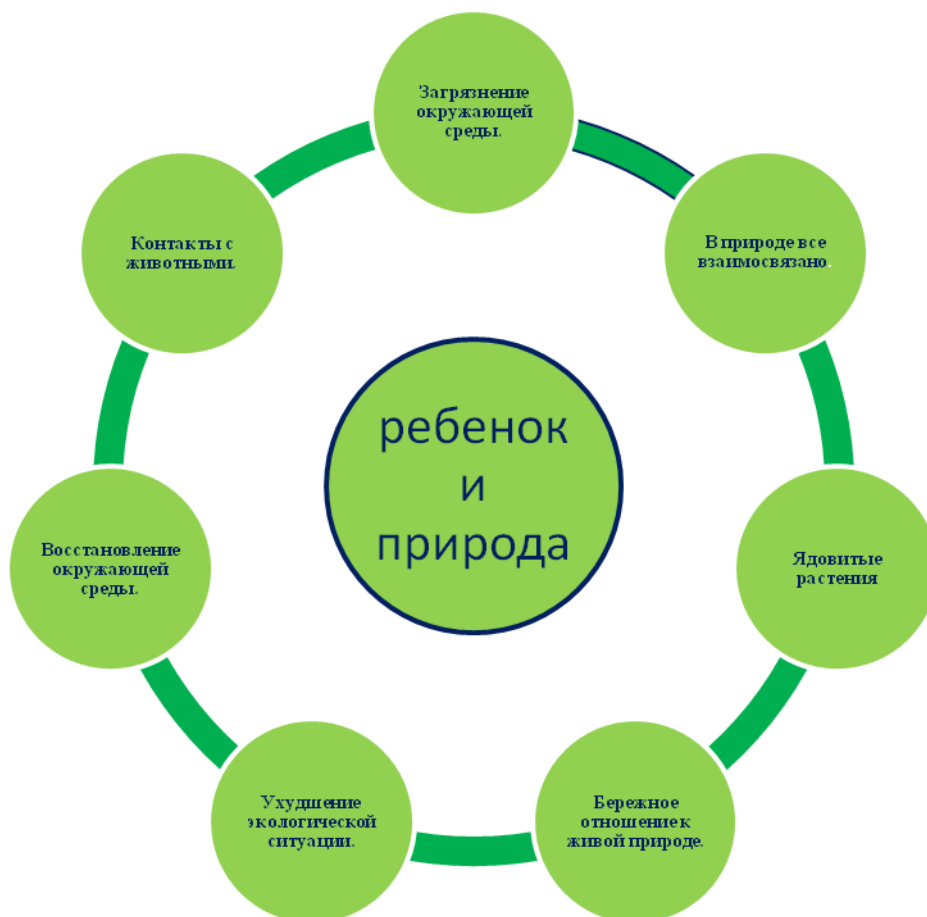 Загрязнение
окружающей
среды.
В природе все
взаимосвязано.
Ядовитые
растения
Бережное
отношение к
живой природе.
Ухудшение
экологической
ситуации.
Восстановление
окружающей
среды.
Контакты с
животными.
ребенок
и
природа